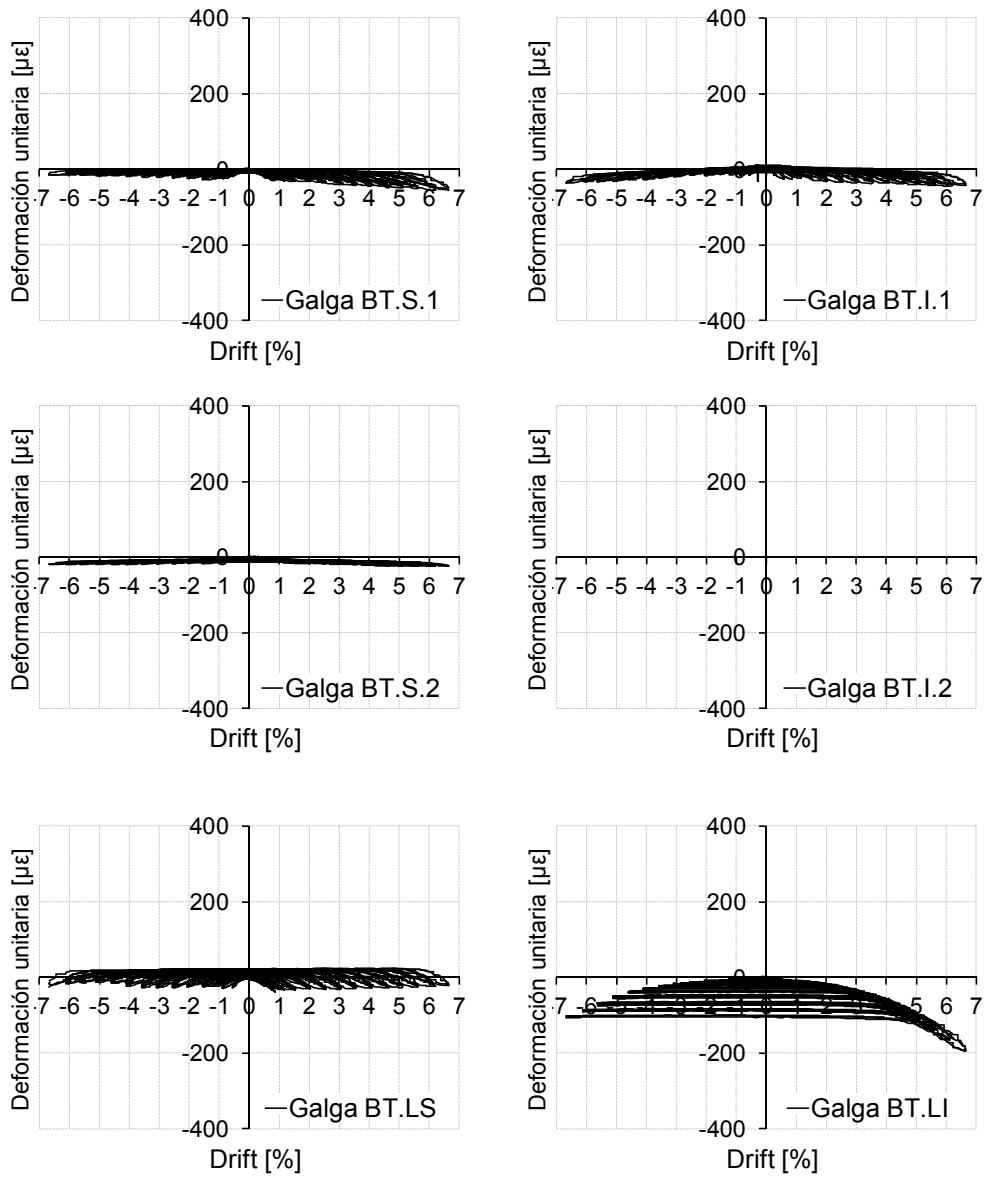 Deformación unitaria [με]
400
200
0
-200
-400
-7 -6 -5 -4 -3 -2 -1 0 1 2 3 4 5 6 7
Galga BT.S.1
Drift [%]
Deformación unitaria [με]
400
200
0
-200
-400
-7 -6 -5 -4 -3 -2 -1 0 1 2 3 4 5 6 7
Galga BT.I.1
Drift [%]
Deformación unitaria [με]
400
200
0
-200
-400
-7 -6 -5 -4 -3 -2 -1 0 1 2 3 4 5 6 7
Galga BT.S.2
Drift [%]
Deformación unitaria [με]
400
200
0
-200
-400
-7 -6 -5 -4 -3 -2 -1 0 1 2 3 4 5 6 7
Galga BT.I.2
Drift [%]
Deformación unitaria [με]
400
200
0
-200
-400
-7 -6 -5 -4 -3 -2 -1 0 1 2 3 4 5 6 7
Galga BT.LS
Drift [%]
Deformación unitaria [με]
400
200
0
-200
-400
-7 -6 -5 -4 -3 -2 -1 0 1 2 3 4 5 6 7
Galga BT.LI
Drift [%]